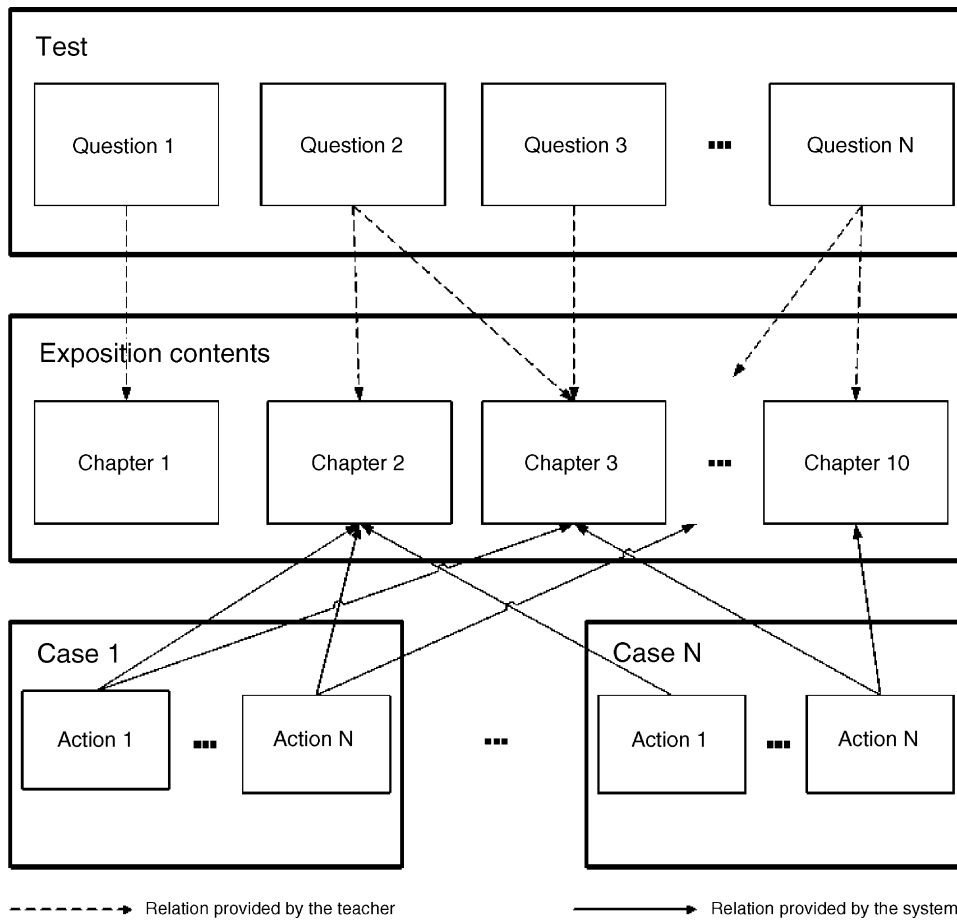 Test
Question 1
Question 2
Question 3
...
Question N
Exposition contents
Chapter 1
Chapter 2
Chapter 3
...
Chapter 10
Case 1
Action 1
...
Action N
...
Case N
Action 1
...
Action N
Relation provided by the teacher
Relation provided by the system